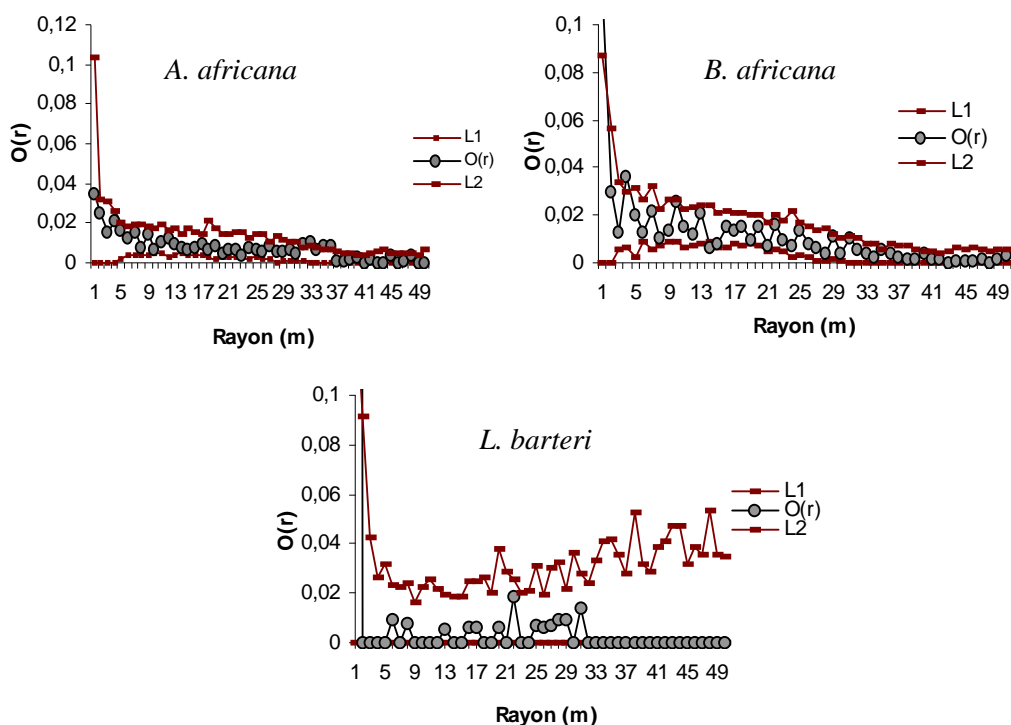 0,12
0,1
0,08
0,06
0,04
0,02
0
O(r)
A. africana
L1
O(r)
L2
1 5 9 13 17 21 25 29 33 37 41 45 49
Rayon (m)
0,1
0,08
0,06
0,04
0,02
0
O(r)
B. africana
L1
O(r)
L2
1 5 9 13 17 21 25 29 33 37 41 45 49
Rayon (m)
0,1
0,08
0,06
0,04
0,02
0
O(r)
L. barteri
L1
O(r)
L2
1 5 9 13 17 21 25 29 33 37 41 45 49
Rayon (m)